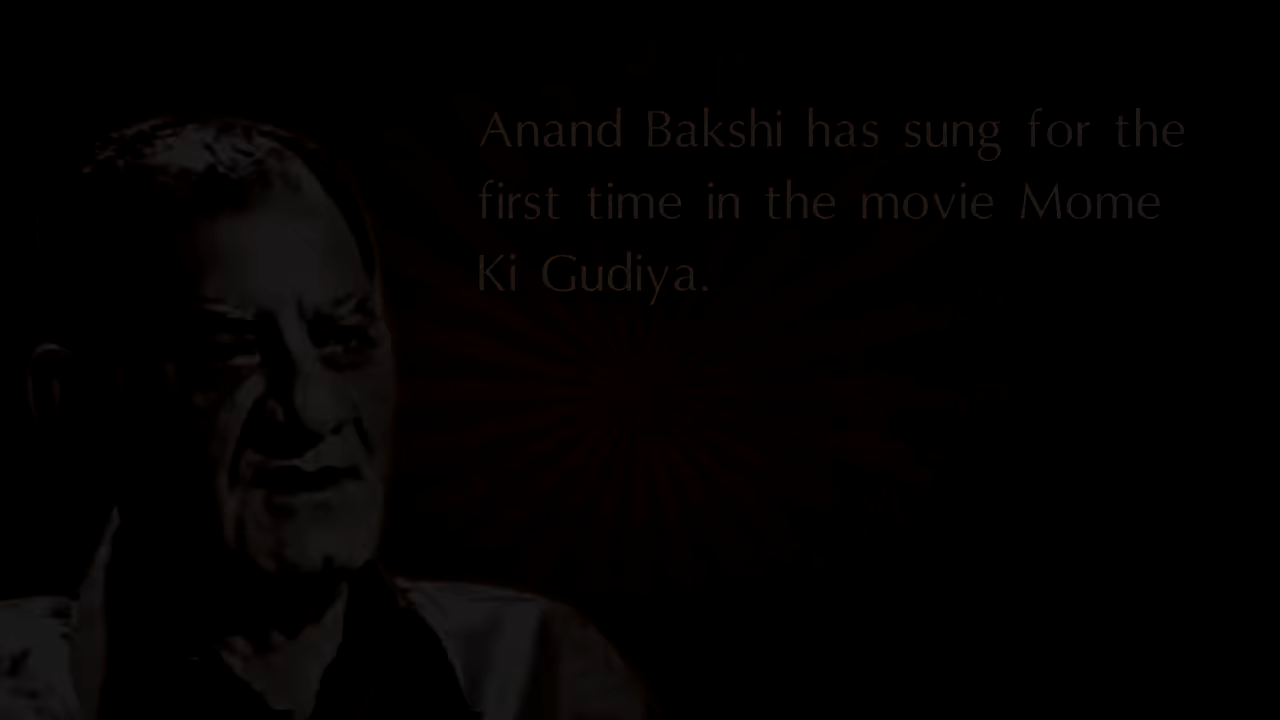 Anand Bakshi has sung for the
first time in the movie Mome
Ki Gudiya.